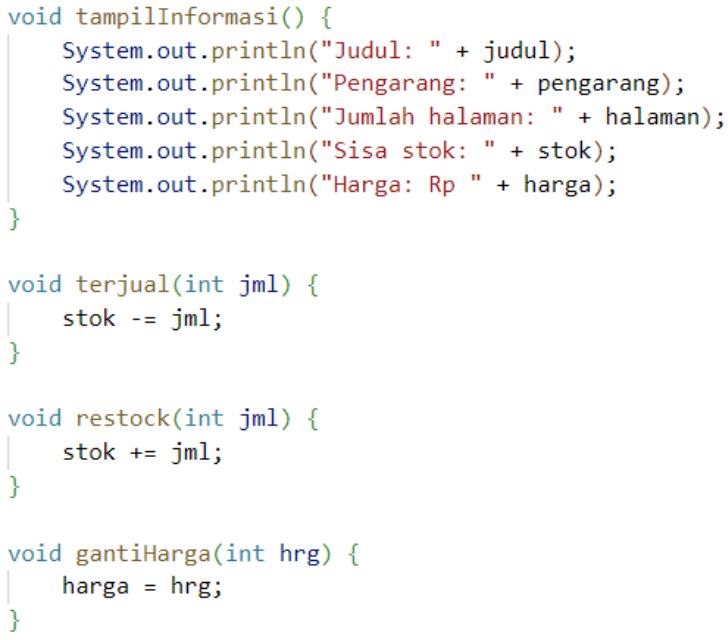 void tampilInformasi() {
    System.out.println("Judul: " + judul);
    System.out.println("Pengarang: " + pengarang);
    System.out.println("Jumlah halaman: " + halaman);
    System.out.println("Sisa stok: " + stok);
    System.out.println("Harga: Rp " + harga);
}

void terjual(int jml) {
    stok -= jml;
}

void restock(int jml) {
    stok += jml;
}

void gantiHarga(int hrg) {
    harga = hrg;
}